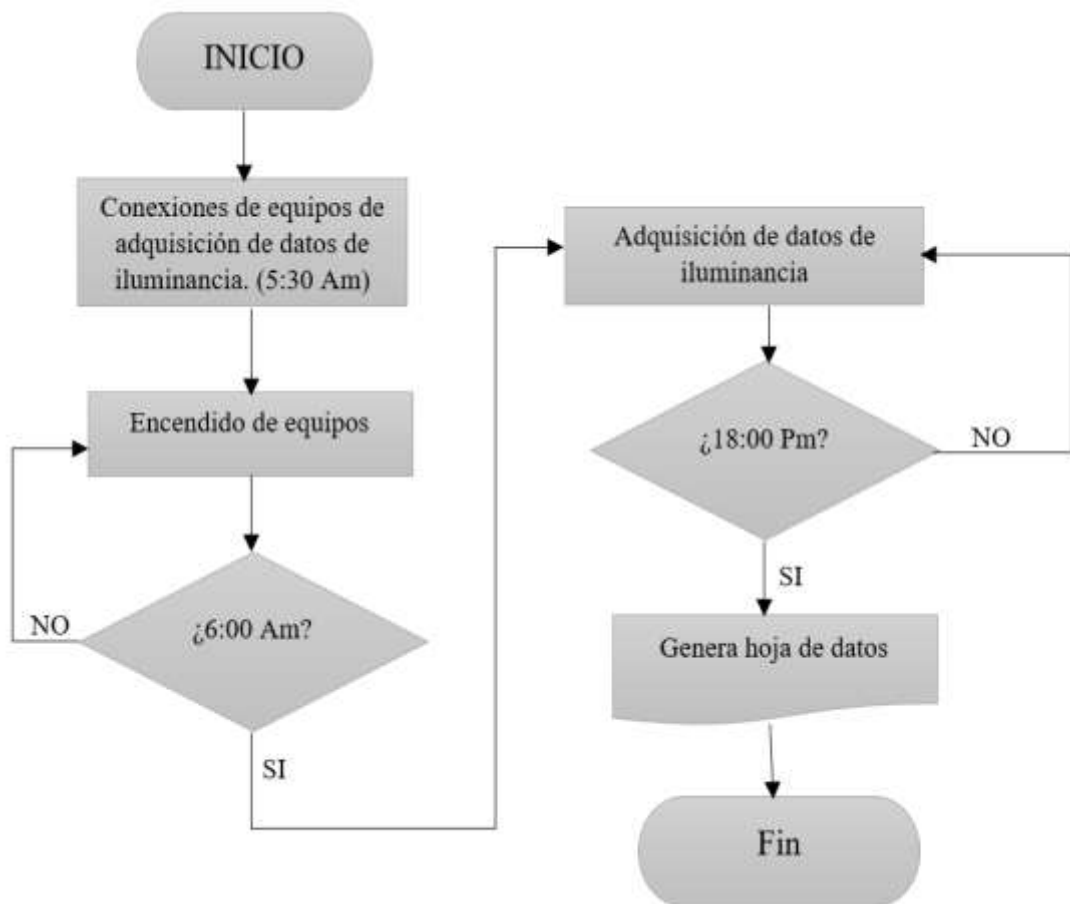 INICIO
Conexiones de equipos de
adquisición de datos de
iluminancia. (5:30 Am)
Encendido de equipos
¿6:00 Am?
NO
SI
Adquisición de datos de
iluminancia
¿18:00 Pm?
NO
SI
Genera hoja de datos
Fin